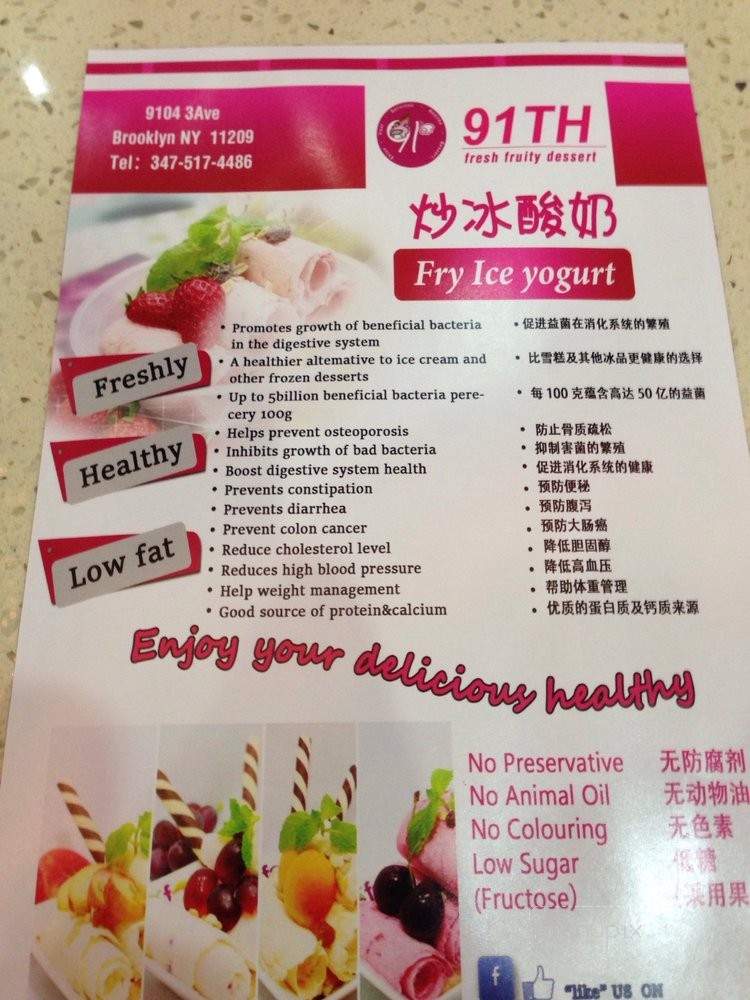 9104 3Ave
Brooklyn NY 11209
Tel: 347-517-4486
91TH
fresh fruity dessert
炒冰酸奶
Fry Ice yogurt
Freshly
Healthy
Low fat
• Promotes growth of beneficial bacteria
in the digestive system
• A healthier altemative to ice cream and
other frozen desserts
• Up to 5billion beneficial bacteria pere-
cery 100g
• Helps prevent osteoporosis
• Inhibits growth of bad bacteria
• Boost digestive system health
• Prevents constipation
• Prevents diarrhea
• Prevent colon cancer
• Reduce cholesterol level
• Reduces high blood pressure
• Help weight management
• Good source of protein&calcium
• 促进益菌在消化系统的繁殖
• 比雪糕及其他冰品更健康的选择
• 每 100 克蕴含高达 50 亿的益菌
• 防止骨质疏松
• 抑制害菌的繁殖
• 促进消化系统的健康
• 预防便秘
• 预防腹泻
• 预防大肠癌
• 降低胆固醇
• 降低高血压
• 帮助体重管理
• 优质的蛋白质及钙质来源
Enjoy your delicious healthy
No Preservative 无防腐剂
No Animal Oil 无动物油
No Colouring 无色素
Low Sugar 低糖
(Fructose) 采用果
f "like" US ON